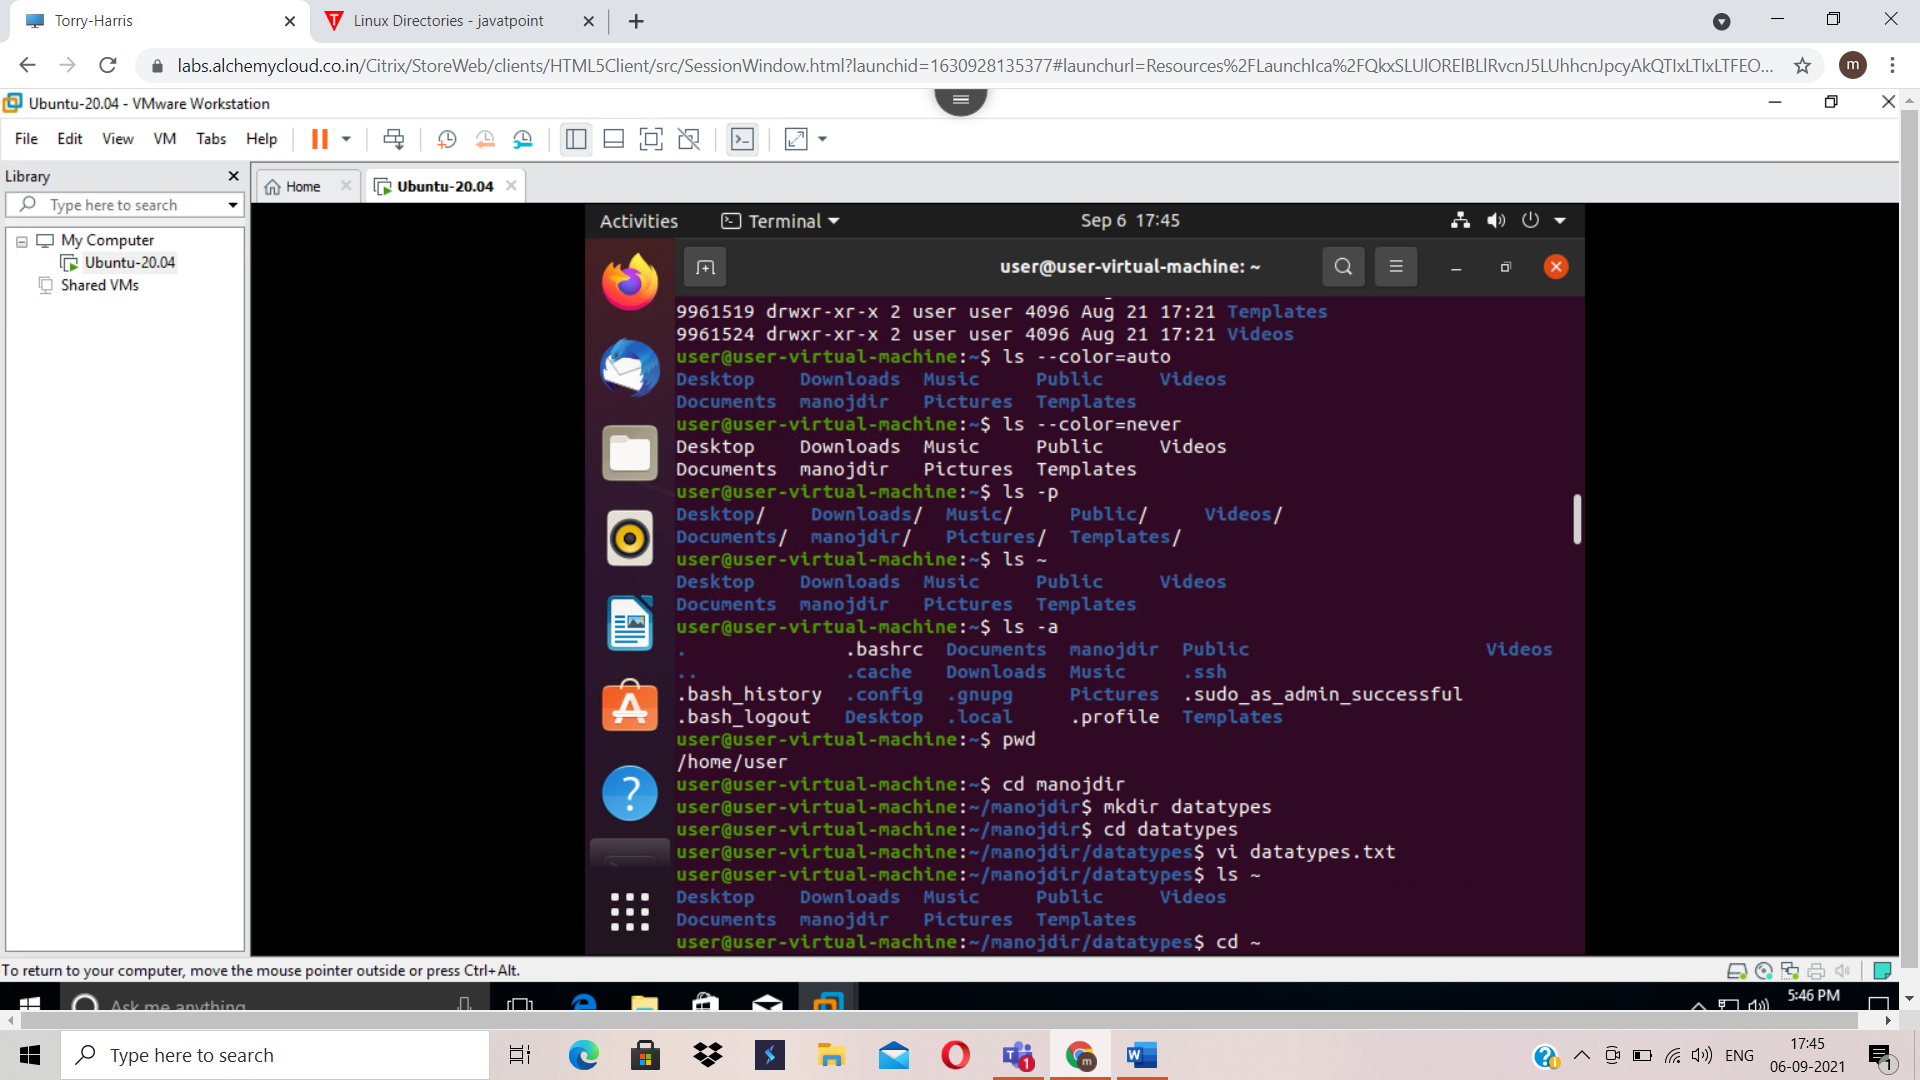 Torry-Harris
Linux Directories - javatpoint
labs.alchemycloud.co.in/Citrix/StoreWeb/clients/HTML5Client/src/SessionWindow.html?launchid=1630928135377#launchurl=Resources%2FLaunchIca%2FQkxSLUlORElBLlRvcnJ5LUhhcnJpcyAkQTIxLTIxLTFEO...
m
Ubuntu-20.04 - VMware Workstation
File Edit View VM Tabs Help
Library
Home
Ubuntu-20.04
Type here to search
My Computer
Ubuntu-20.04
Shared VMs
Activities
Terminal
Sep 6 17:45
user@user-virtual-machine: ~
9961519 drwxr-xr-x 2 user user 4096 Aug 21 17:21 Templates
9961524 drwxr-xr-x 2 user user 4096 Aug 21 17:21 Videos
user@user-virtual-machine:~$ ls --color=auto
Desktop Downloads Music Public Videos
Documents manojdir Pictures Templates
user@user-virtual-machine:~$ ls --color=never
Desktop Downloads Music Public Videos
Documents manojdir Pictures Templates
user@user-virtual-machine:~$ ls -p
Desktop/ Downloads/ Music/ Public/ Videos/
Documents/ manojdir/ Pictures/ Templates/
user@user-virtual-machine:~$ ls ~
Desktop Downloads Music Public Videos
Documents manojdir Pictures Templates
user@user-virtual-machine:~$ ls -a
. .bashrc Documents manojdir Public Videos
.. .cache Downloads Music .ssh
.bash_history .config .gnupg Pictures .sudo_as_admin_successful
.bash_logout Desktop .local .profile Templates
user@user-virtual-machine:~$ pwd
/home/user
user@user-virtual-machine:~$ cd manojdir
user@user-virtual-machine:~/manojdir$ mkdir datatypes
user@user-virtual-machine:~/manojdir$ cd datatypes
user@user-virtual-machine:~/manojdir/datatypes$ vi datatypes.txt
user@user-virtual-machine:~/manojdir/datatypes$ ls ~
Desktop Downloads Music Public Videos
Documents manojdir Pictures Templates
user@user-virtual-machine:~/manojdir/datatypes$ cd ~
To return to your computer, move the mouse pointer outside or press Ctrl+Alt.
Ask me anything
5:46 PM
Type here to search
1
m
W
ENG
17:45
06-09-2021
1